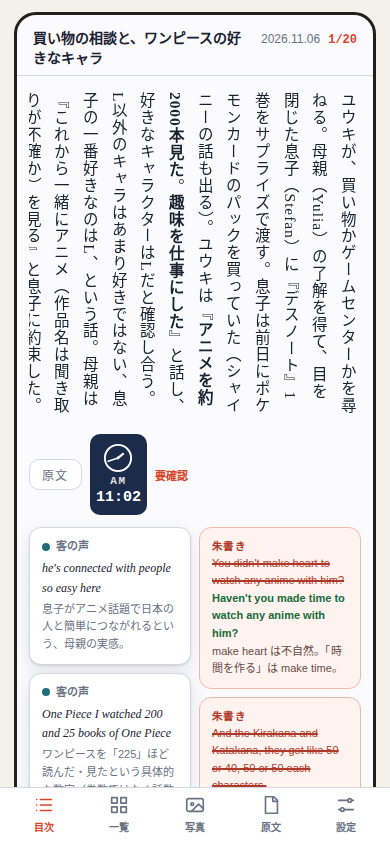 買い物の相談と、ワンピースの好
きなキャラ
2026.11.06 1/20
ユウキが、買い物かゲームセンターかを尋
ねる。母親（Yulia）の了解を得て、目を
閉じた息子（Stefan）に『デスノート』1
巻をサプライズで渡す。息子は前日にポケ
モンカードのパックを買っていた（シャイ
ニーの話も出る）。ユウキは『アニメを約
2000本見た。趣味を仕事にした』と話し、
好きなキャラクターはLだと確認し合う。
L以外のキャラはあまり好きではない、息
子の一番好きなのはL、という話。母親は
『これから一緒にアニメ（作品名は聞き取
りが不確か）を見る』と息子に約束した。
原文
AM
11:02
要確認
客の声
he's connected with people
so easy here
息子がアニメ話題で日本の
人と簡単につながれるとい
う、母親の実感。
客の声
One Piece I watched 200
and 25 books of One Piece
ワンピースを「225」ほど
読んだ・見たという具体的
朱書き
You didn't make heart to
watch any anime with him?
Haven't you made time to
watch any anime with
him?
make heart は不自然。「時
間を作る」は make time。
朱書き
And the Kirakana and
Katakana, they got like 50
or 40, 50 or 50 each
characters.
目次
一覧
写真
原文
設定